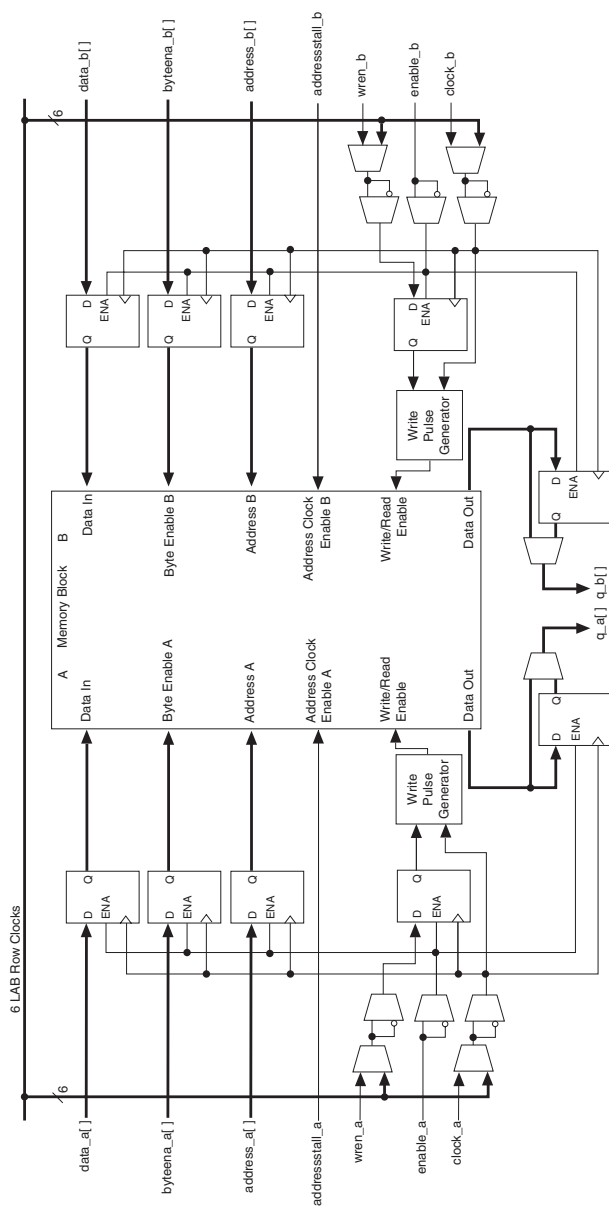 6 LAB Row Clocks
6
6
data_a[ ]
byteena_a[ ]
address_a[ ]
addressstall_a
wren_a
enable_a
clock_a
D
Q
ENA
D
Q
ENA
D
Q
ENA
D
Q
ENA
Write
Pulse
Generator
A
Memory Block
B
Data In
Byte Enable A
Address A
Address Clock
Enable A
Write/Read
Enable
Data Out
Data In
Byte Enable B
Address B
Address Clock
Enable B
Write/Read
Enable
Data Out
Write
Pulse
Generator
Q
D
ENA
Q
D
ENA
Q
D
ENA
Q
D
ENA
data_b[ ]
byteena_b[ ]
address_b[ ]
addressstall_b
wren_b
enable_b
clock_b
D
Q
ENA
D
Q
ENA
q_a[ ]
q_b[ ]